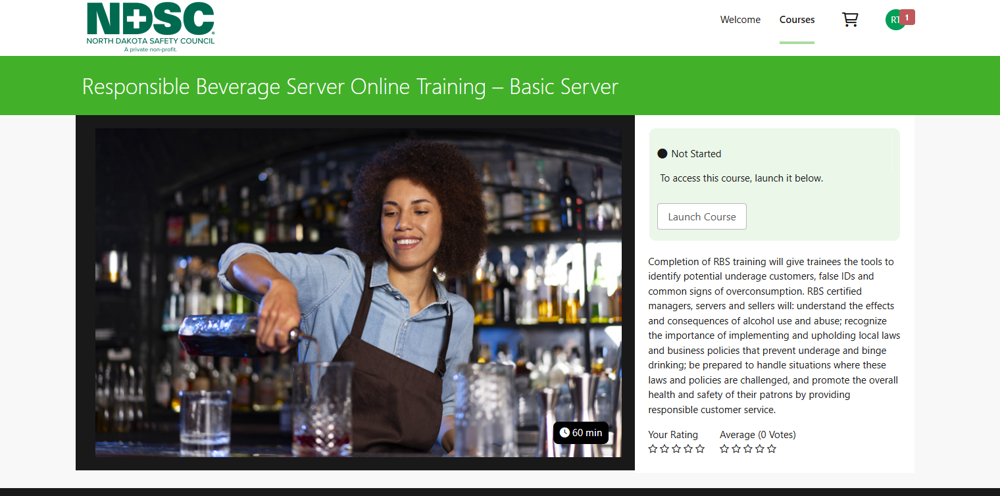 NDSC
NORTH DAKOTA SAFETY COUNCIL
A private non-profit.
Welcome
Courses
RT
1
Responsible Beverage Server Online Training – Basic Server
60 min
Not Started
To access this course, launch it below.
Launch Course
Completion of RBS training will give trainees the tools to
identify potential underage customers, false IDs and
common signs of overconsumption. RBS certified
managers, servers and sellers will: understand the effects
and consequences of alcohol use and abuse; recognize
the importance of implementing and upholding local laws
and business policies that prevent underage and binge
drinking; be prepared to handle situations where these
laws and policies are challenged, and promote the overall
health and safety of their patrons by providing
responsible customer service.
Your Rating
Average (0 Votes)